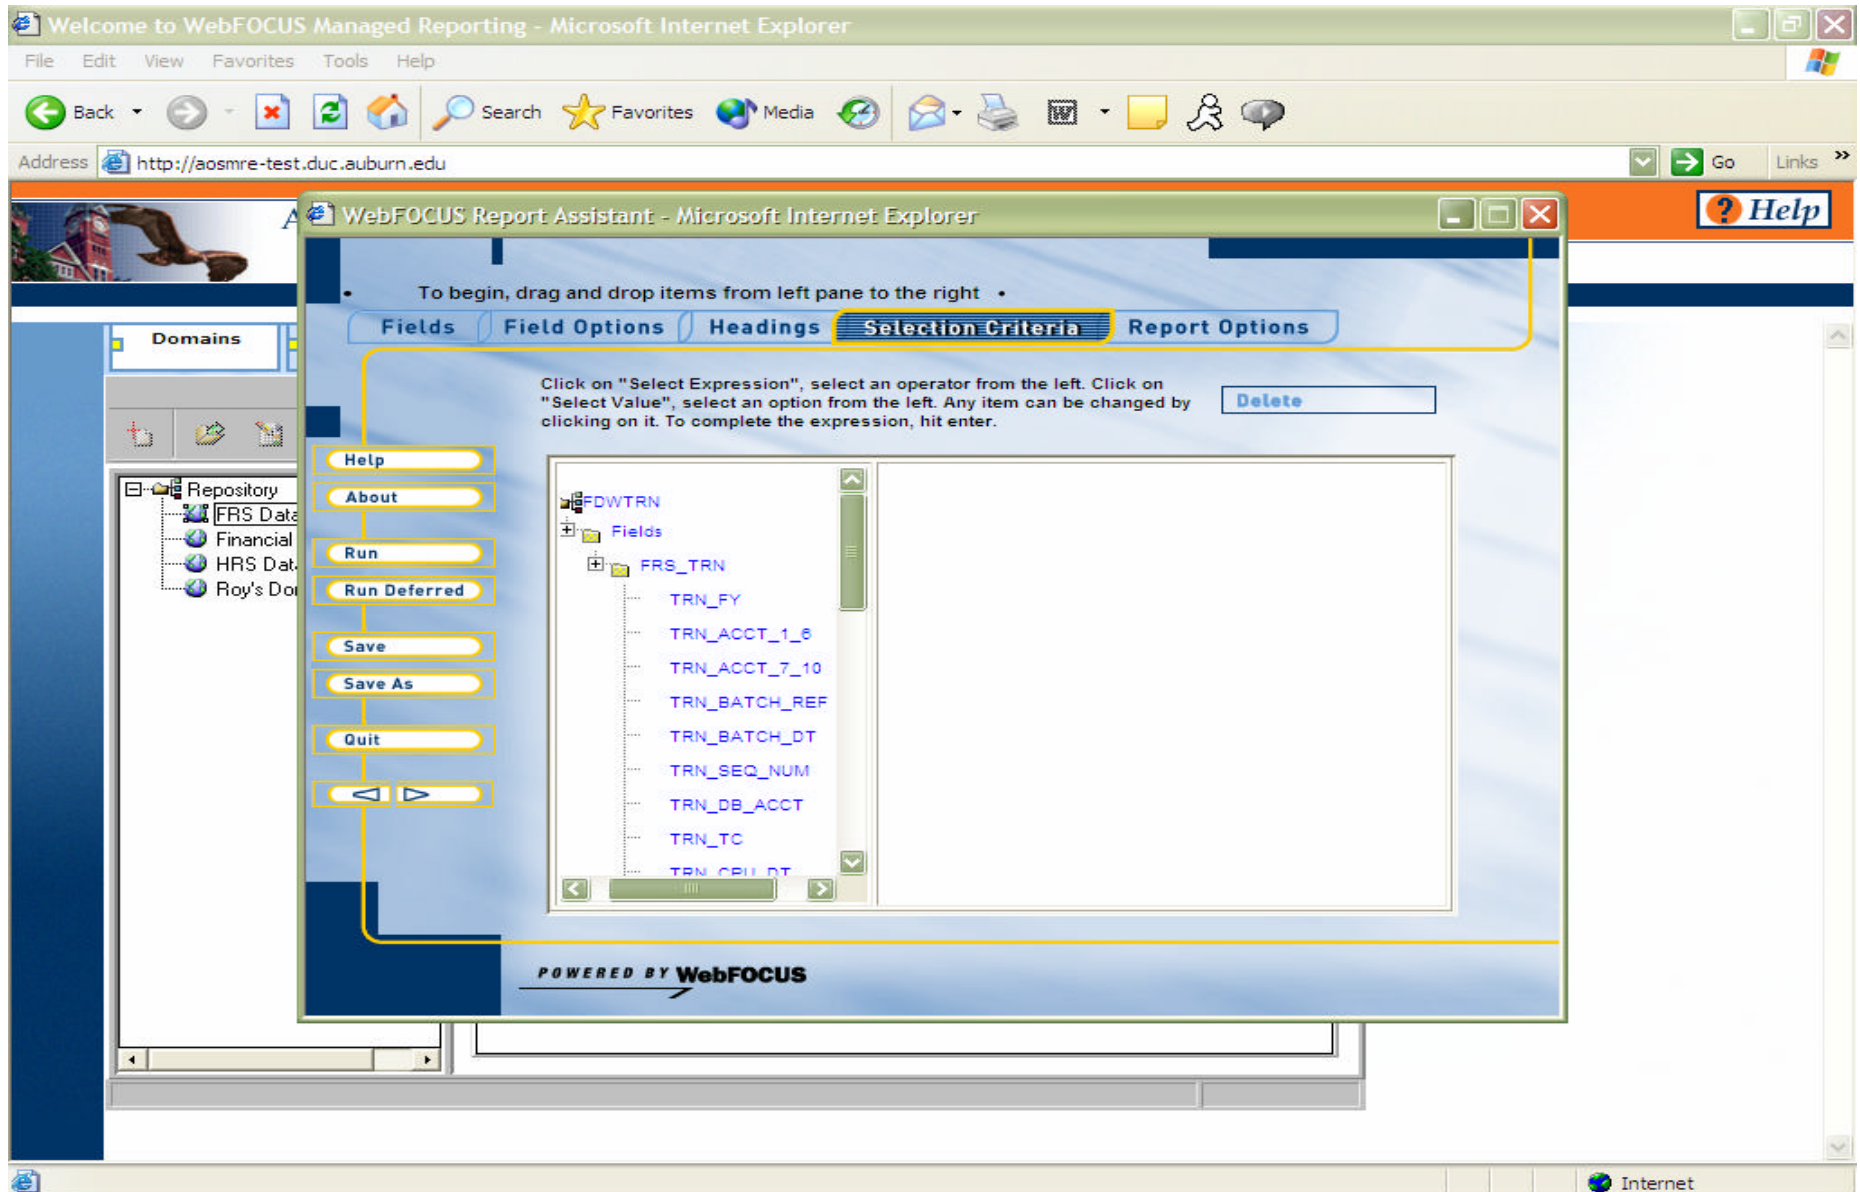 Welcome to WebFOCUS Managed Reporting - Microsoft Internet Explorer
File Edit View Favorites Tools Help
Back Search Favorites Media
Address http://aosmre-test.duc.auburn.edu Go Links »
A
? Help
WebFOCUS Report Assistant - Microsoft Internet Explorer
• To begin, drag and drop items from left pane to the right •
Fields Field Options Headings Selection Criteria Report Options
Domains
Click on "Select Expression", select an operator from the left. Click on
"Select Value", select an option from the left. Any item can be changed by
clicking on it. To complete the expression, hit enter.
Delete
Repository
FRS Data
Financial
HRS Dat
Roy's Do
Help
About
Run
Run Deferred
Save
Save As
Quit
FDWTRN
Fields
FRS_TRN
TRN_FY
TRN_ACCT_1_6
TRN_ACCT_7_10
TRN_BATCH_REF
TRN_BATCH_DT
TRN_SEQ_NUM
TRN_DB_ACCT
TRN_TC
TRN_CPU_DT
POWERED BY WebFOCUS
Internet